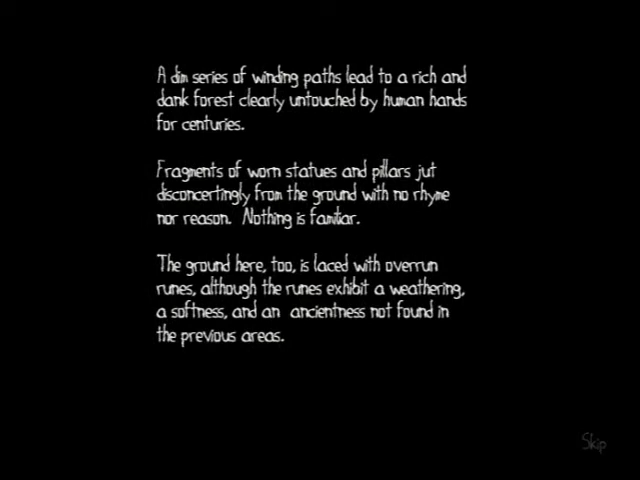 A dim series of winding paths lead to a rich and
dank forest clearly untouched by human hands
for centuries.
Fragments of worn statues and pillars jut
disconcertingly from the ground with no rhyme
nor reason. Nothing is familiar.
The ground here, too, is laced with overrun
runes, although the runes exhibit a weathering,
a softness, and an ancientness not found in
the previous areas.
Skip